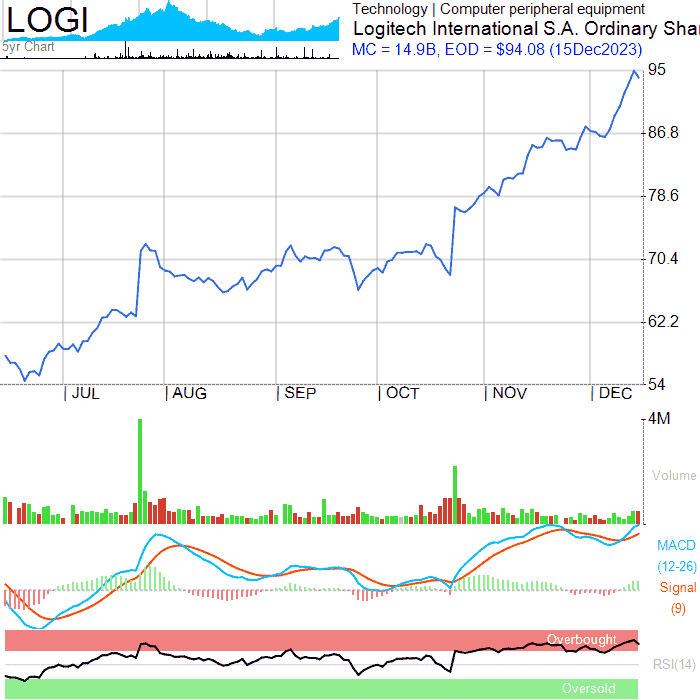 LOGI
5yr Chart
Technology | Computer peripheral equipment
Logitech International S.A. Ordinary Shar
MC = 14.9B, EOD = $94.08 (15Dec2023)
95
86.8
78.6
70.4
62.2
54
| JUL | AUG | SEP | OCT | NOV | DEC
4M
Volume
MACD
(12-26)
Signal
(9)
Overbought
RSI(14)
Oversold